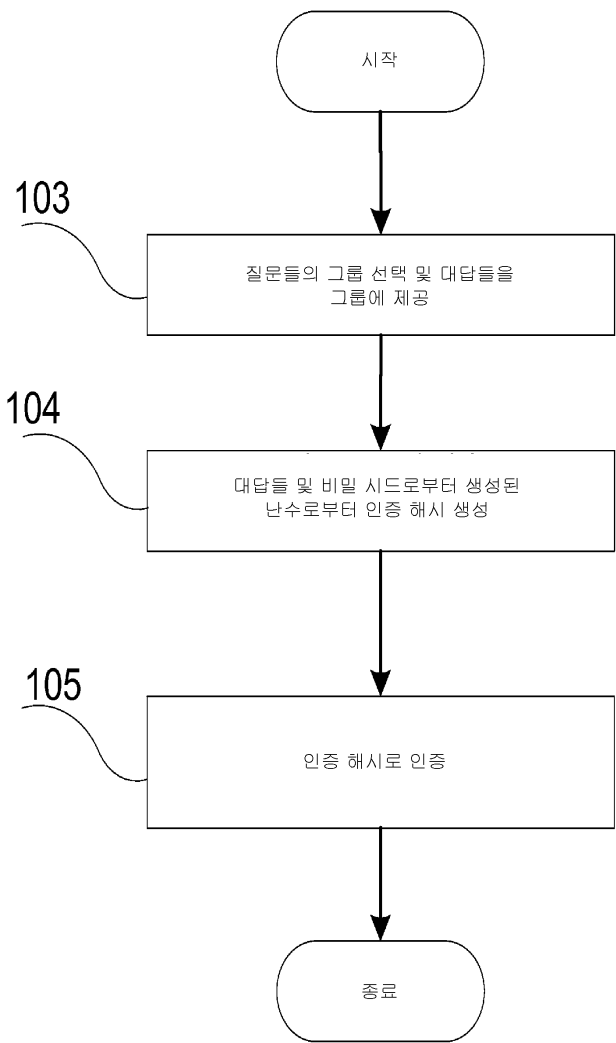 시작
103
질문들의 그룹 선택 및 대답들을
그룹에 제공
104
대답들 및 비밀 시드로부터 생성된
난수로부터 인증 해시 생성
105
인증 해시로 인증
종료